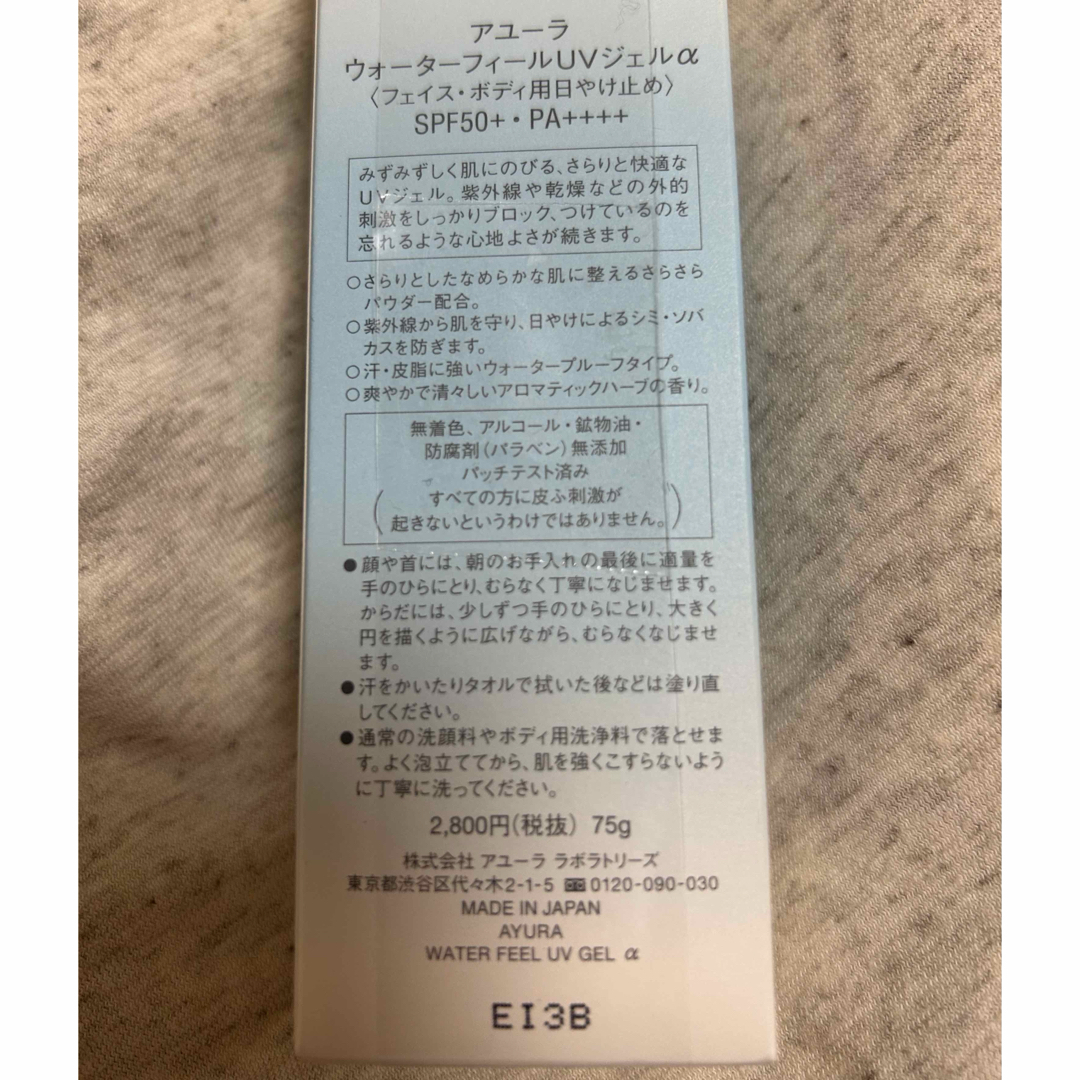 アユーラ
ウォーターフィールUVジェルα
〈フェイス・ボディ用日やけ止め〉
SPF50+・PA++++
みずみずしく肌にのびる、さらりと快適な
UVジェル。紫外線や乾燥などの外的
刺激をしっかりブロック、つけているのを
忘れるような心地よさが続きます。
○さらりとしたなめらかな肌に整えるさらさら
パウダー配合。
○紫外線から肌を守り、日やけによるシミ・ソバ
カスを防ぎます。
○汗・皮脂に強いウォータープルーフタイプ。
○爽やかで清々しいアロマティックハーブの香り。
無着色、アルコール・鉱物油・
防腐剤(パラベン)無添加
パッチテスト済み
(すべての方に皮ふ刺激が
起きないというわけではありません。)
●顔や首には、朝のお手入れの最後に適量を
手のひらにとり、むらなく丁寧になじませます。
からだには、少しずつ手のひらにとり、大きく
円を描くように広げながら、むらなくなじませ
ます。
●汗をかいたりタオルで拭いた後などは塗り直
してください。
●通常の洗顔料やボディ用洗浄料で落とせま
す。よく泡立ててから、肌を強くこすらないよう
に丁寧に洗ってください。
2,800円(税抜) 75g
株式会社 アユーラ ラボラトリーズ
東京都渋谷区代々木2-1-5 0120-090-030
MADE IN JAPAN
AYURA
WATER FEEL UV GEL α
EI3B